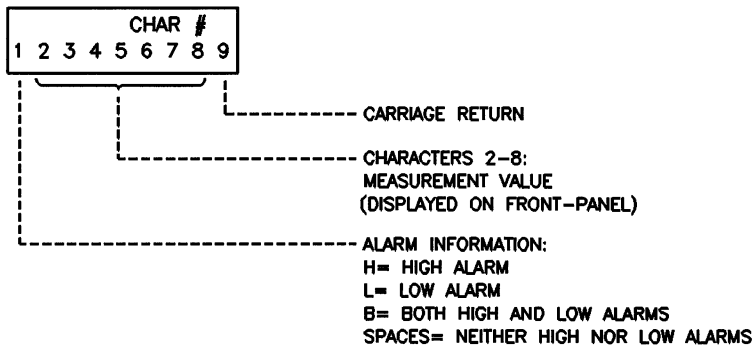 CHAR #
1 2 3 4 5 6 7 8 9
CARRIAGE RETURN
CHARACTERS 2-8:
MEASUREMENT VALUE
(DISPLAYED ON FRONT-PANEL)
ALARM INFORMATION:
H= HIGH ALARM
L= LOW ALARM
B= BOTH HIGH AND LOW ALARMS
SPACES= NEITHER HIGH NOR LOW ALARMS